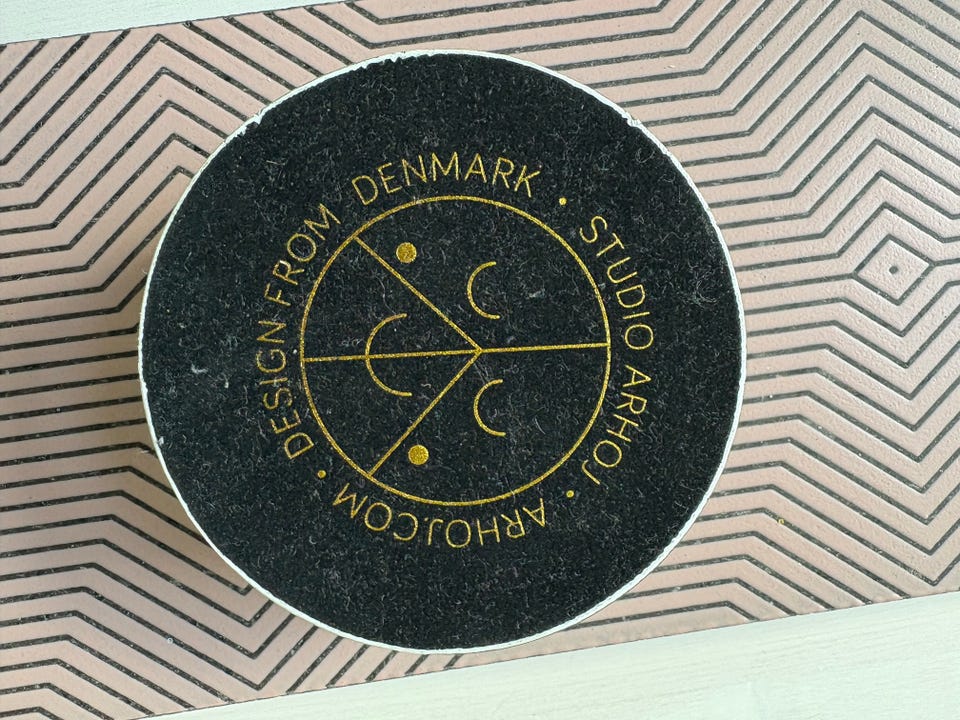 DESIGN FROM DENMARK • STUDIO ARHOJ • ARHOJ.COM •